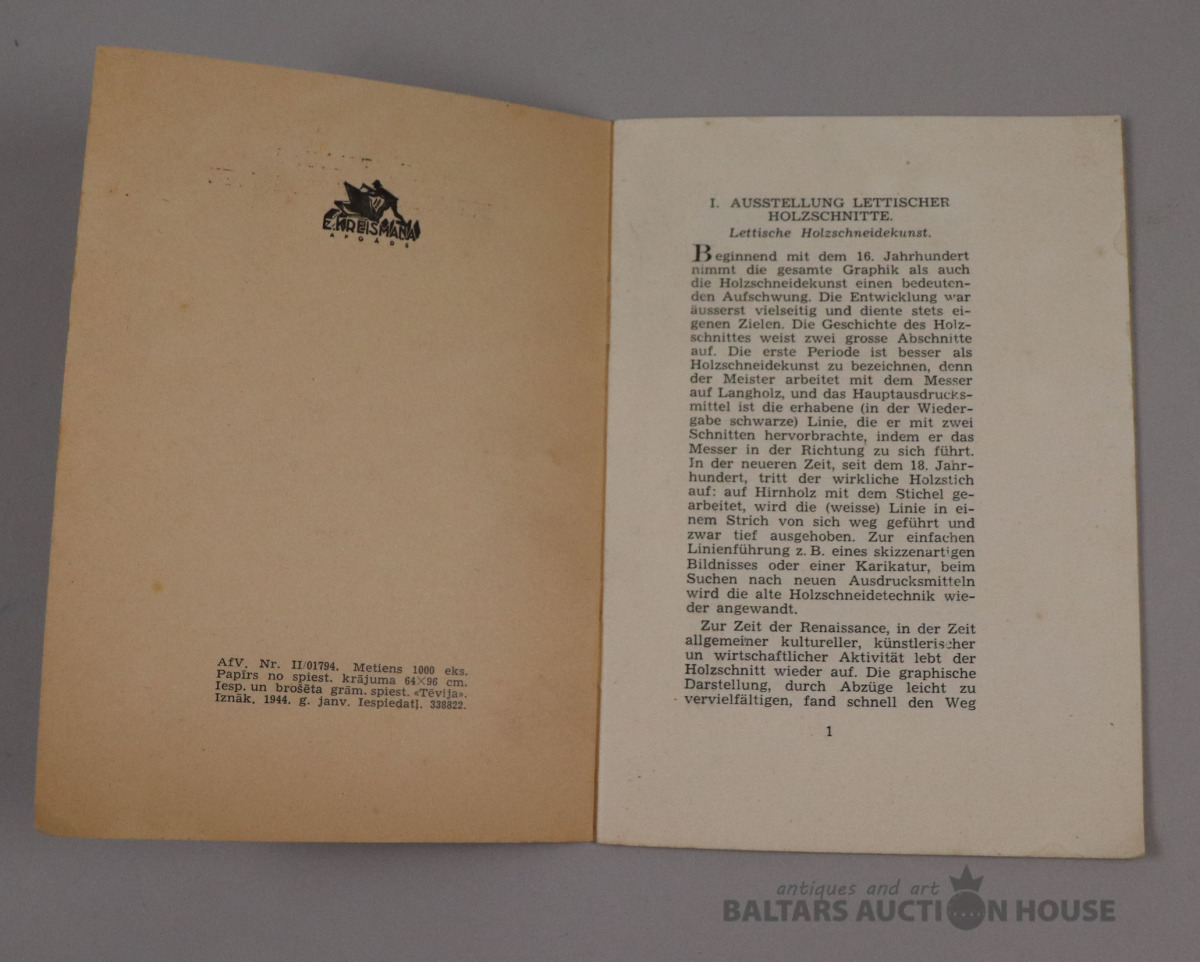 E. KREISMAŅA
APGĀDS
AfV. Nr. II/01794. Metiens 1000 eks.
Papīrs no spiest. krājuma 64×96 cm.
Iesp. un brošēta grām. spiest. «Tēvija».
Iznāk. 1944. g. janv. Iespiedatļ. 338822.
I. AUSSTELLUNG LETTISCHER
HOLZSCHNITTE.
Lettische Holzschneidekunst.
Beginnend mit dem 16. Jahrhundert
nimmt die gesamte Graphik als auch
die Holzschneidekunst einen bedeuten-
den Aufschwung. Die Entwicklung war
äusserst vielseitig und diente stets ei-
genen Zielen. Die Geschichte des Holz-
schnittes weist zwei grosse Abschnitte
auf. Die erste Periode ist besser als
Holzschneidekunst zu bezeichnen, denn
der Meister arbeitet mit dem Messer
auf Langholz, und das Hauptausdrucks-
mittel ist die erhabene (in der Wieder-
gabe schwarze) Linie, die er mit zwei
Schnitten hervorbrachte, indem er das
Messer in der Richtung zu sich führt.
In der neueren Zeit, seit dem 18. Jahr-
hundert, tritt der wirkliche Holzstich
auf: auf Hirnholz mit dem Stichel ge-
arbeitet, wird die (weisse) Linie in ei-
nem Strich von sich weg geführt und
zwar tief ausgehoben. Zur einfachen
Linienführung z. B. eines skizzenartigen
Bildnisses oder einer Karikatur, beim
Suchen nach neuen Ausdrucksmitteln
wird die alte Holzschneidetechnik wie-
der angewandt.
Zur Zeit der Renaissance, in der Zeit
allgemeiner kultureller, künstlerischer
un wirtschaftlicher Aktivität lebt der
Holzschnitt wieder auf. Die graphische
Darstellung, durch Abzüge leicht zu
vervielfältigen, fand schnell den Weg
1
antiques and art
BALTARS AUCTION HOUSE